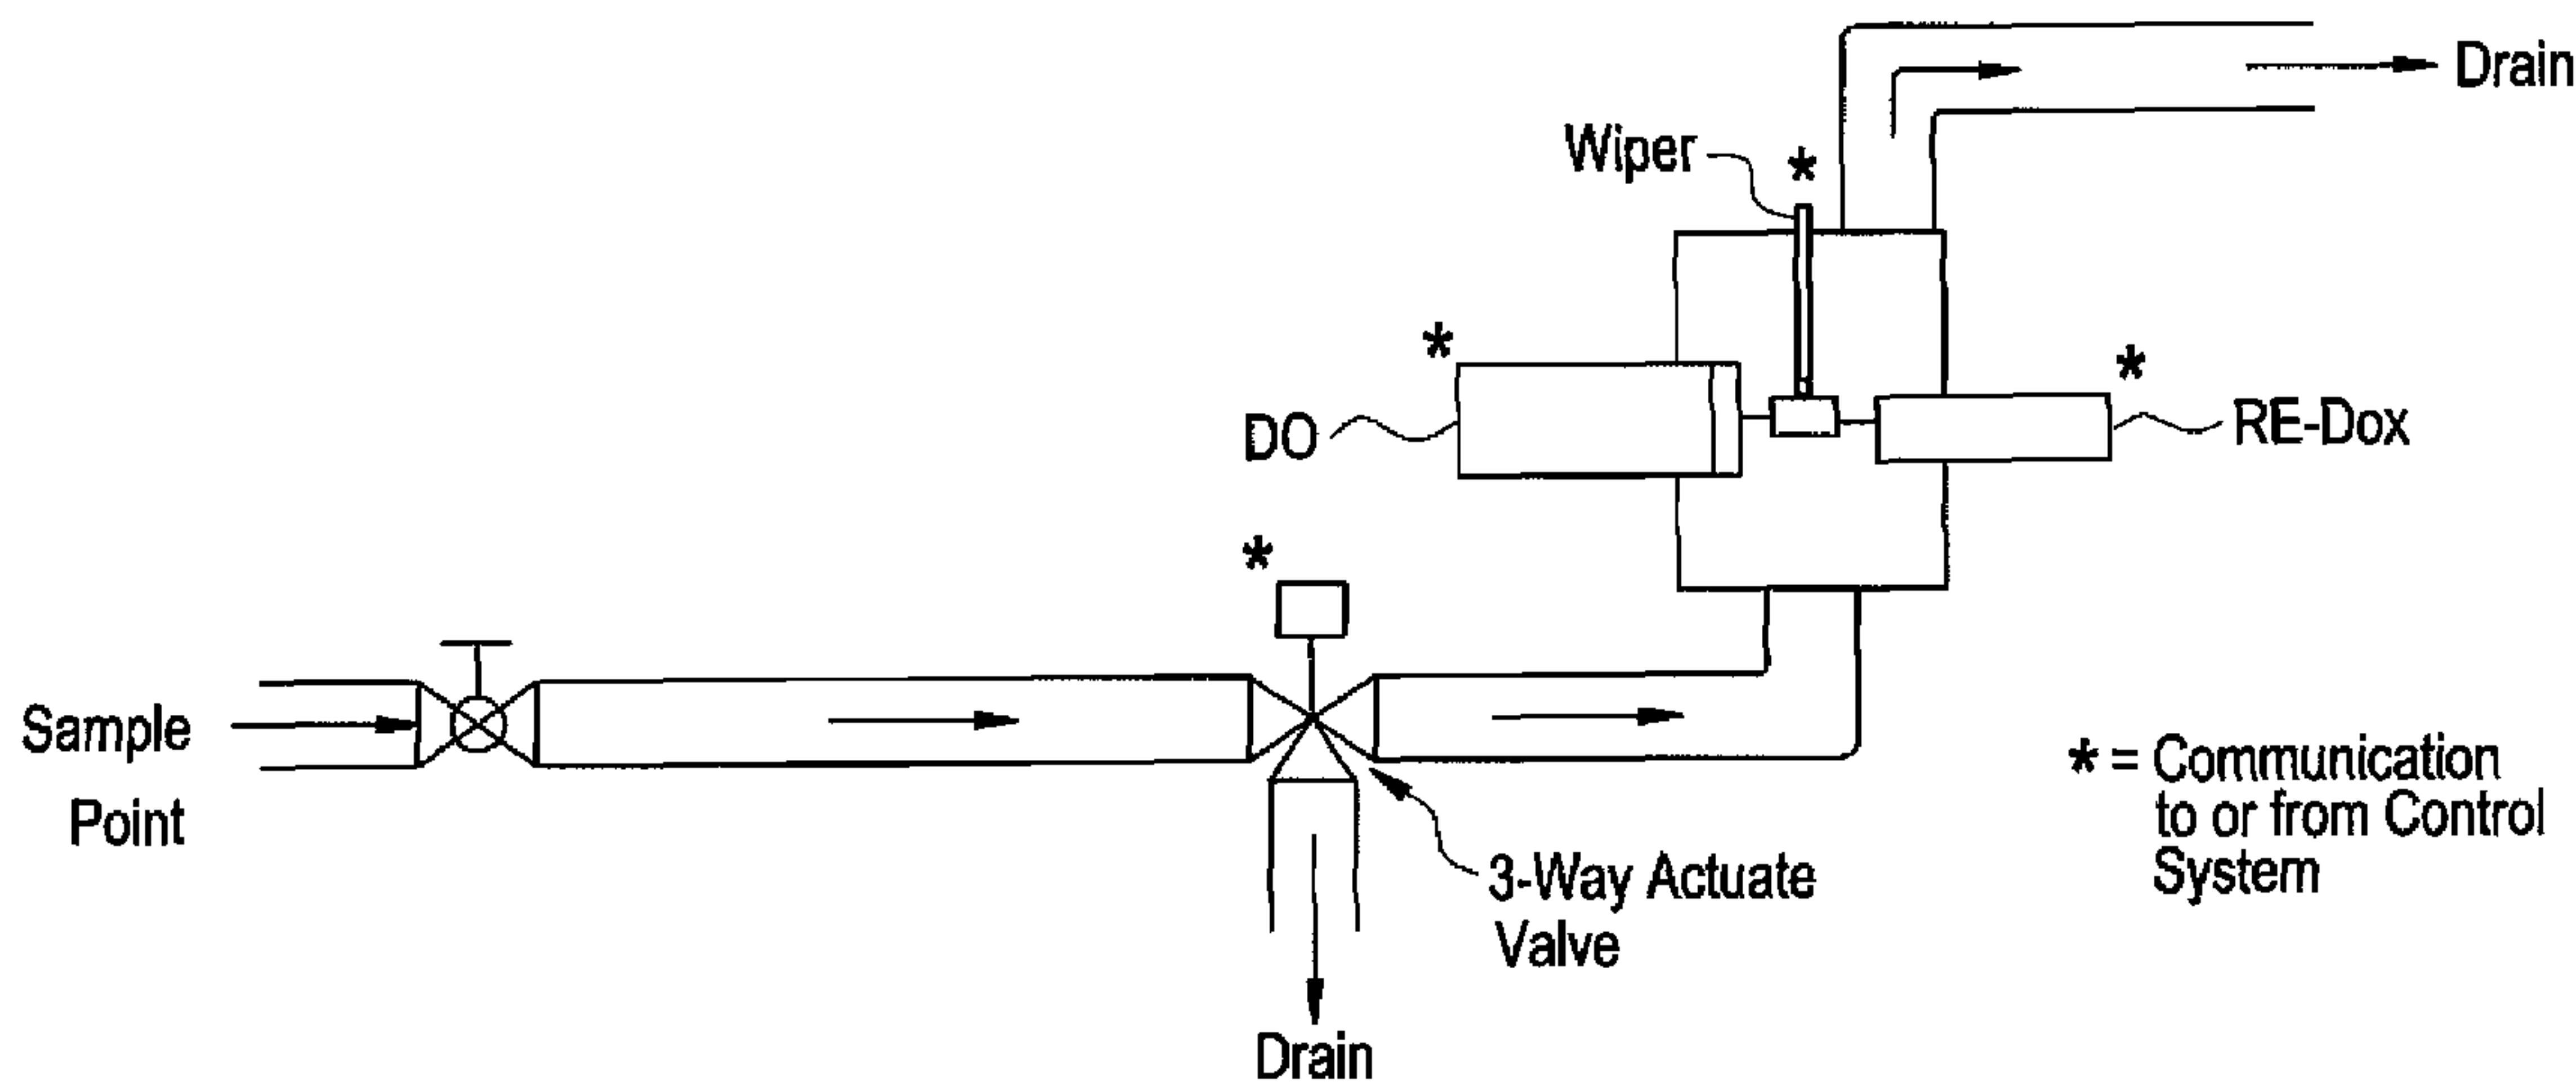 Drain
Wiper *
*
*
DO
RE-Dox
*
Sample
Point
* = Communication
to or from Control
System
3-Way Actuate
Valve
Drain